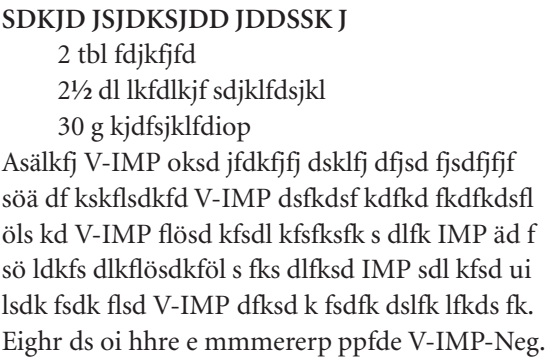 SDKJD JSJDKSJDD JDDSSK J
2 tbl fdjkfjfd
2½ dl lkfdlkjf sdjklfdsjkl
30 g kjdfsjklfdiop
Asälkfj V-IMP oksd jfdkfjfj dsklfj dfjsd fjsdfjfjf
söä df kskflsdkfd V-IMP dsfkdsf kdfkd fkdfkdsfl
öls kd V-IMP flösd kfsdl kfsfksfk s dlfk IMP äd f
sö ldkfs dlkflösdkföl s fks dlfksd IMP sdl kfsd ui
lsdk fsdk flsd V-IMP dfksd k fsdfk dslfk lfkds fk.
Eighr ds oi hhre e mmmererp ppfde V-IMP-Neg.